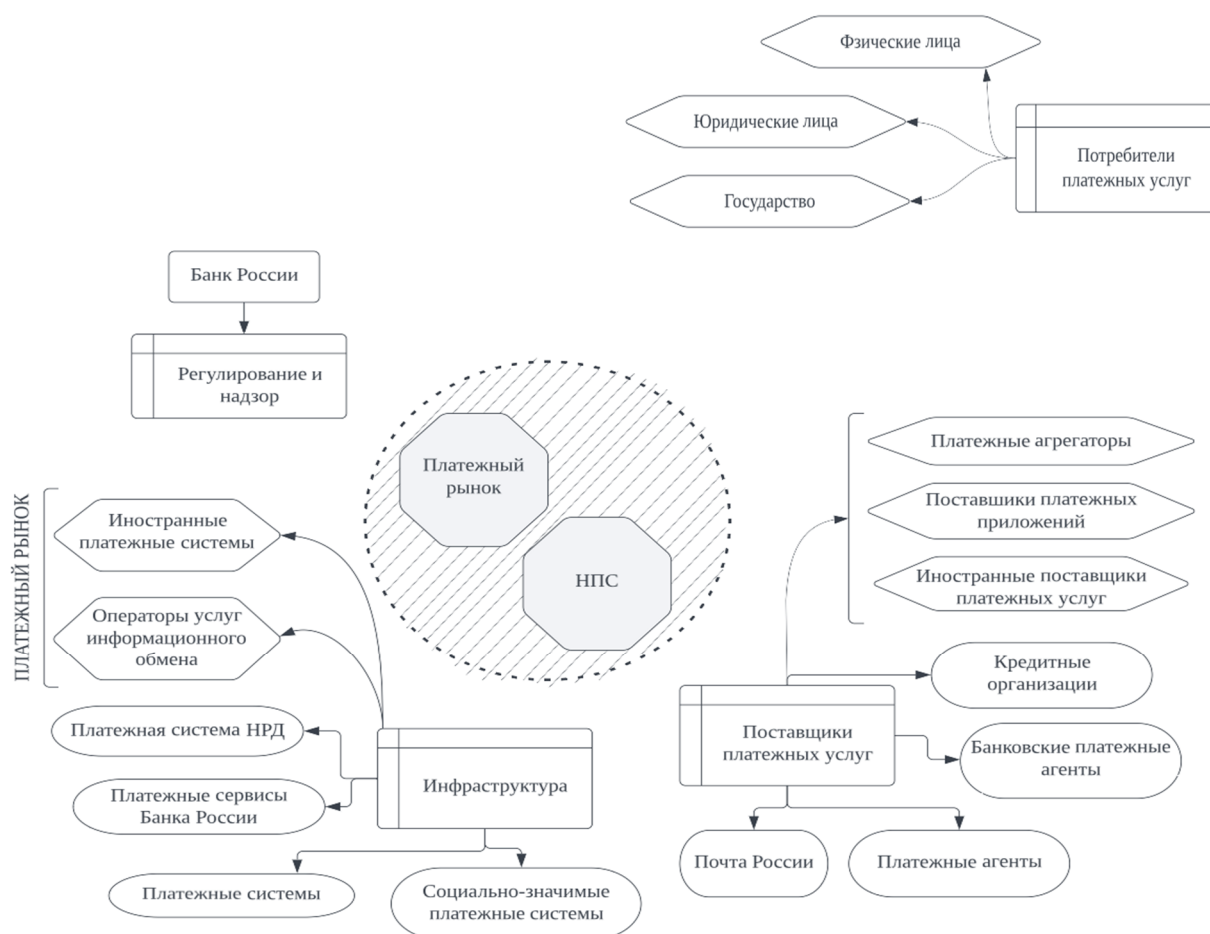 Фзические лица
Юридические лица
Государство
Потребители
платежных услуг
Банк России
Регулирование и
надзор
Платежный
рынок
НПС
ПЛАТЕЖНЫЙ РЫНОК
Иностранные
платежные системы
Операторы услуг
информационного
обмена
Платежная система НРД
Платежные сервисы
Банка России
Инфраструктура
Платежные системы
Социально-значимые
платежные системы
Платежные агрегаторы
Поставшики платежных
приложений
Иностранные поставщики
платежных услуг
Кредитные
организации
Поставщики
платежных услуг
Банковские платежные
агенты
Почта России
Платежные агенты